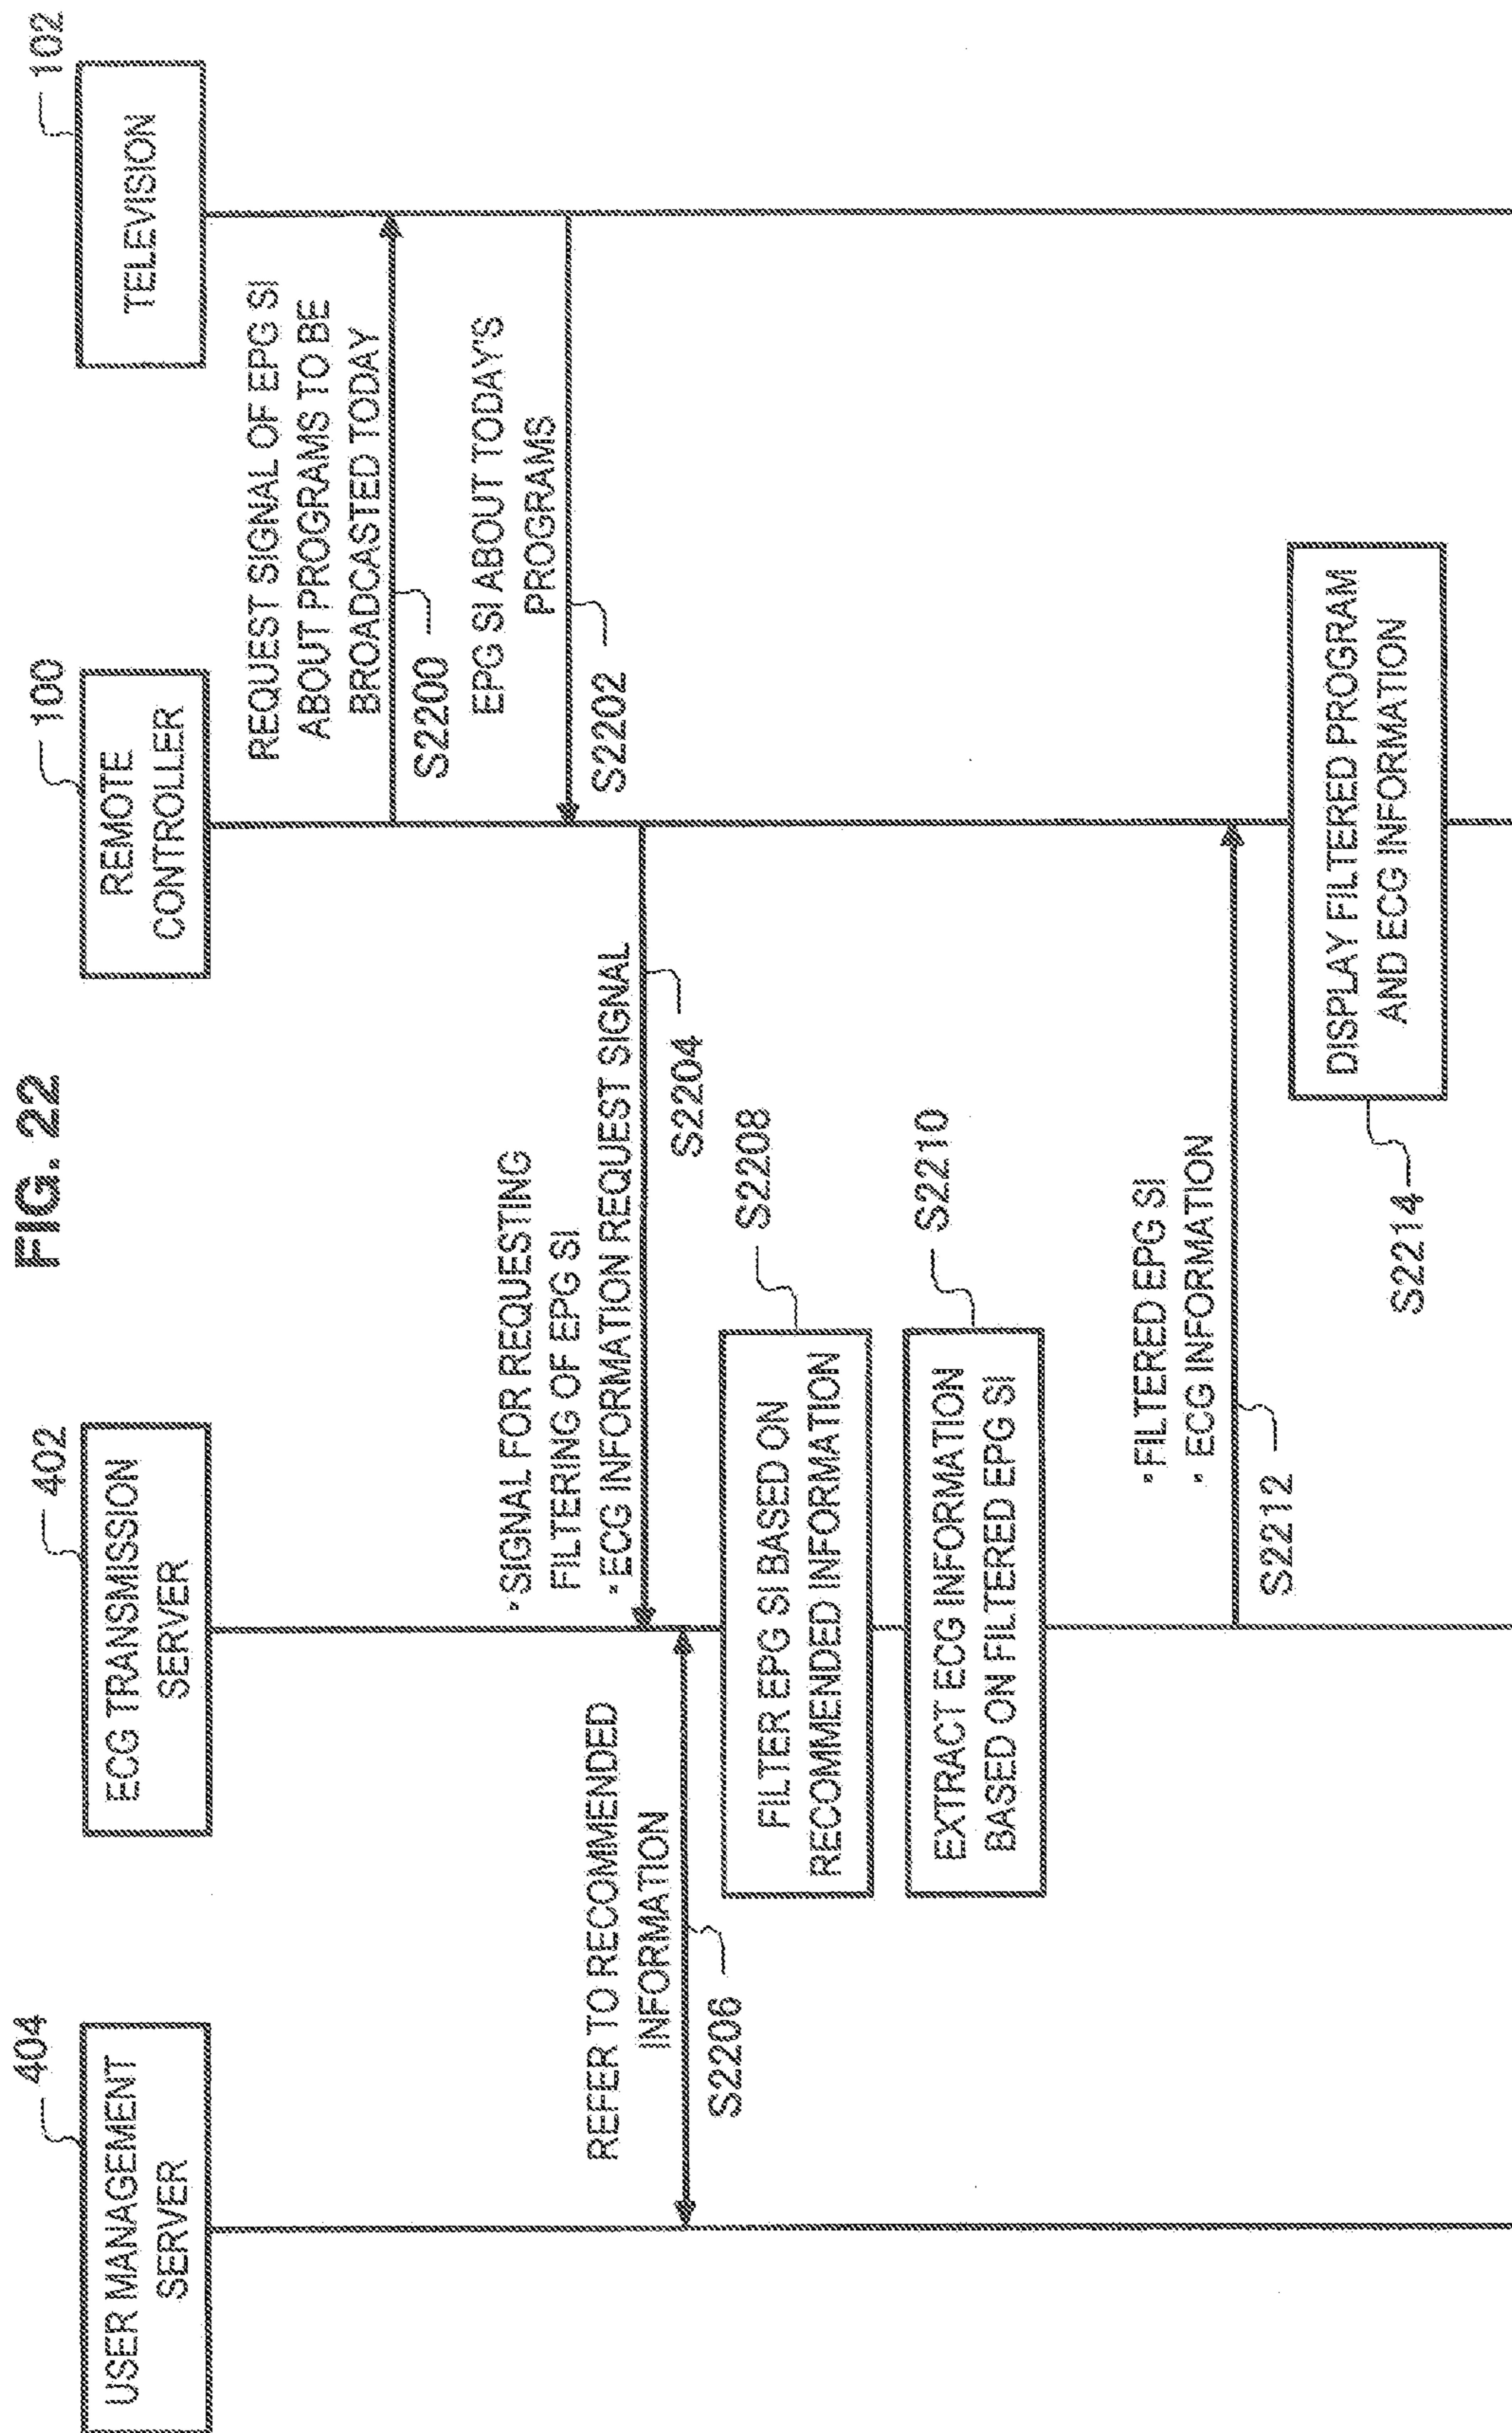 FIG. 22
404
USER MANAGEMENT
SERVER
402
ECG TRANSMISSION
SERVER
100
REMOTE
CONTROLLER
102
TELEVISION
REQUEST SIGNAL OF EPG SI
ABOUT PROGRAMS TO BE
BROADCASTED TODAY
S2200
EPG SI ABOUT TODAY'S
PROGRAMS
S2202
·SIGNAL FOR REQUESTING
FILTERING OF EPG SI
·ECG INFORMATION REQUEST SIGNAL
S2204
REFER TO RECOMMENDED
INFORMATION
S2206
FILTER EPG SI BASED ON
RECOMMENDED INFORMATION
S2208
EXTRACT ECG INFORMATION
BASED ON FILTERED EPG SI
S2210
· FILTERED EPG SI
· ECG INFORMATION
S2212
DISPLAY FILTERED PROGRAM
AND ECG INFORMATION
S2214